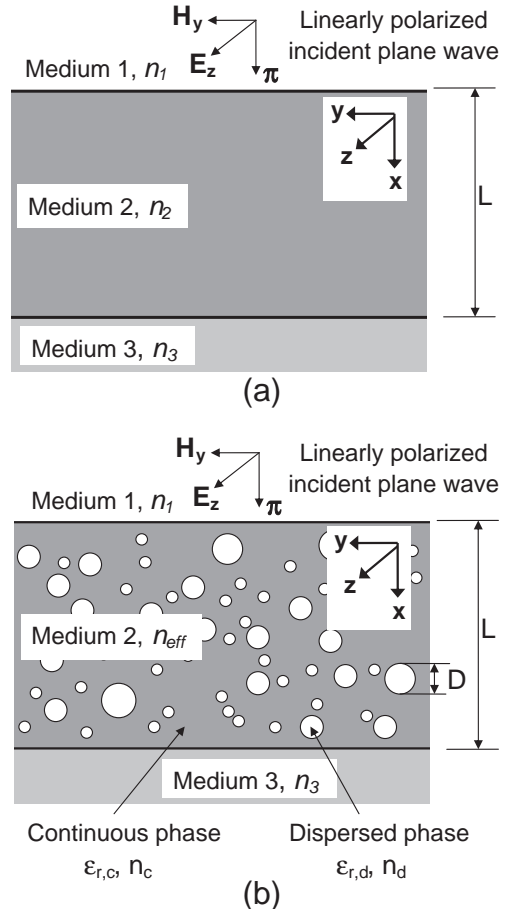 Hy
Linearly polarized
incident plane wave
Ez
π
Medium 1, n1
y
z
x
L
Medium 2, n2
Medium 3, n3
(a)
Hy
Linearly polarized
incident plane wave
Ez
π
Medium 1, n1
y
z
x
L
Medium 2, neff
D
Medium 3, n3
Continuous phase
εr,c, nc
Dispersed phase
εr,d, nd
(b)